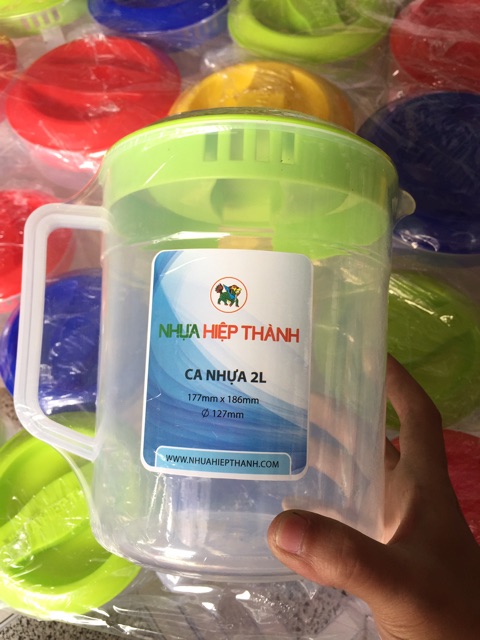 NHỰA HIỆP THÀNH
CA NHỰA 2L
177mm x 186mm
∅ 127mm
WWW.NHUAHIEPTHANH.COM